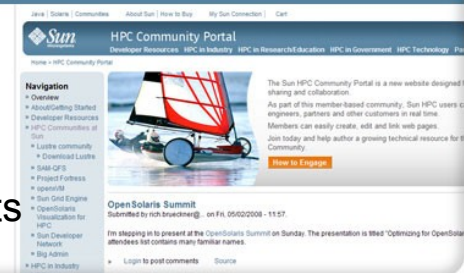 Java | Solaris | Communities About Sun | How to Buy My Sun Connection | Cart
Sun
microsystems
HPC Community Portal
Developer Resources HPC in Industry HPC in Research/Education HPC in Government HPC Technology
Home > HPC Community Portal
Navigation
Overview
About/Getting Started
Developer Resources
HPC Communities at
Sun
Lustre community
Download Lustre
SAM-QFS
Project Fortress
openxVM
Sun Grid Engine
OpenSolaris
Visualization for
HPC
Sun Developer
Network
Big Admin
HPC in Industry
ts
The Sun HPC Community Portal is a new website designed
sharing and collaboration.
As part of this member-based community, Sun HPC users
engineers, partners and other customers in real time.
Members can easily create, edit and link web pages.
Join today and help author a growing technical resource for
Community.
How to Engage
OpenSolaris Summit
Submitted by rich.brueckner@... on Fri, 05/02/2008 - 11:57.
I'm stepping in to present at the OpenSolaris Summit on Sunday. The presentation is titled "Optimizing for
attendees list contains many familiar names.
Login to post comments Source